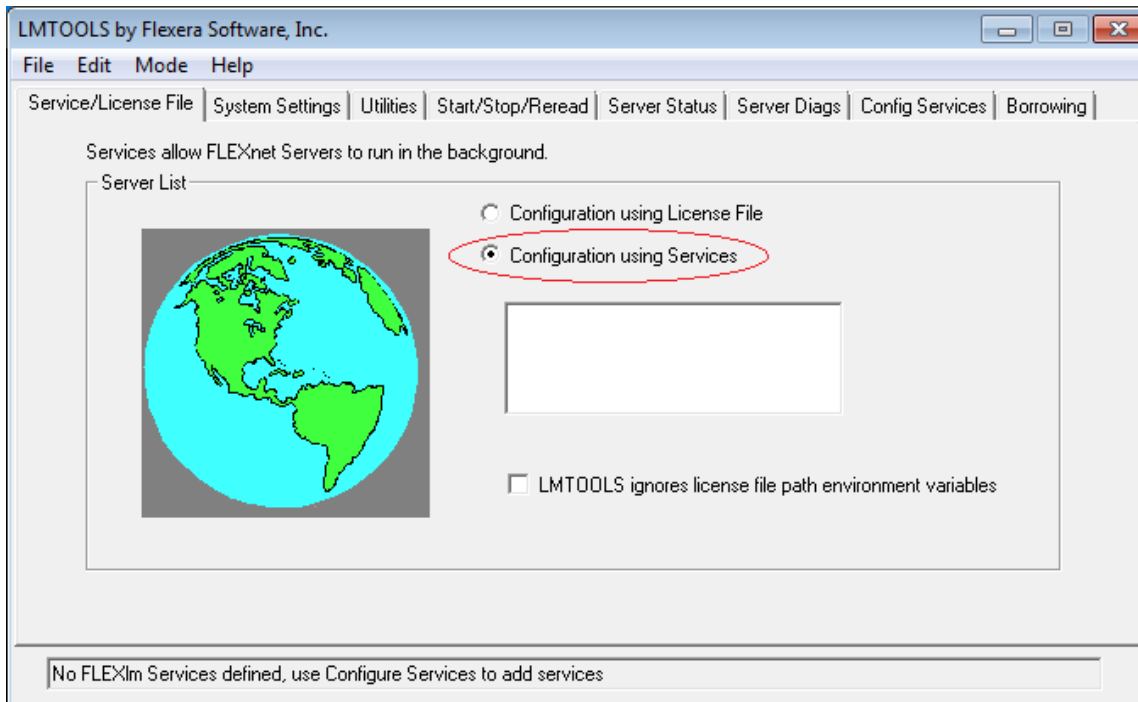 LMTOOLS by Flexera Software, Inc.
File Edit Mode Help
Service/License File System Settings Utilities Start/Stop/Reread Server Status Server Diags Config Services Borrowing
Services allow FLEXnet Servers to run in the background.
Server List
Configuration using License File
Configuration using Services
LMTOOLS ignores license file path environment variables
No FLEXlm Services defined, use Configure Services to add services